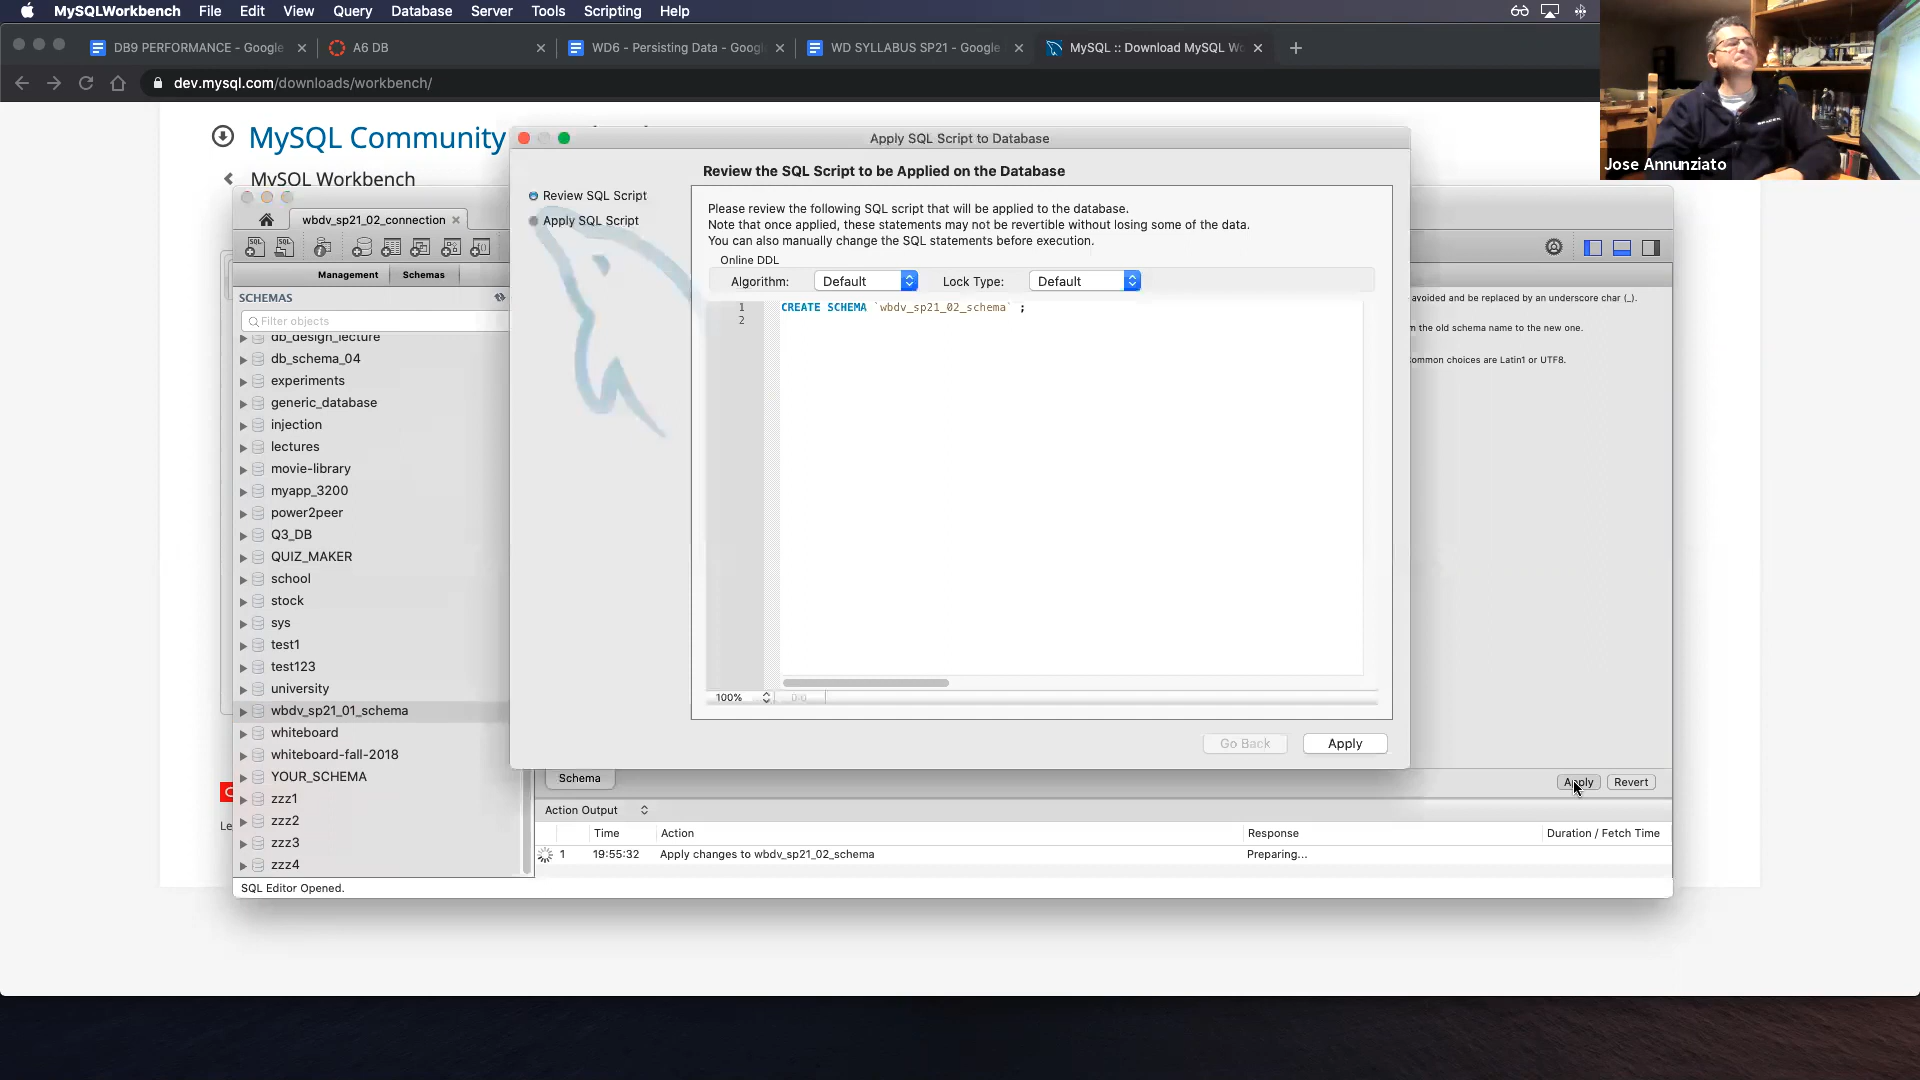 MySQLWorkbench File Edit View Query Database Server Tools Scripting Help
DB9 PERFORMANCE - Google
A6 DB
WD6 - Persisting Data - Googl
WD SYLLABUS SP21 - Google
MySQL :: Download MySQL Wo
dev.mysql.com/downloads/workbench/
Jose Annunziato
MySQL Community
MySQL Workbench
Apply SQL Script to Database
Review the SQL Script to be Applied on the Database
Review SQL Script
Apply SQL Script
Please review the following SQL script that will be applied to the database.
Note that once applied, these statements may not be revertible without losing some of the data.
You can also manually change the SQL statements before execution.
Online DDL
Algorithm: Default Lock Type: Default
1 CREATE SCHEMA `wbdv_sp21_02_schema` ;
2
100%
Go Back Apply
wbdv_sp21_02_connection
Management Schemas
SCHEMAS
Filter objects
db_design_lecture
db_schema_04
experiments
generic_database
injection
lectures
movie-library
myapp_3200
power2peer
Q3_DB
QUIZ_MAKER
school
stock
sys
test1
test123
university
wbdv_sp21_01_schema
whiteboard
whiteboard-fall-2018
YOUR_SCHEMA
zzz1
zzz2
zzz3
zzz4
avoided and be replaced by an underscore char (_).
m the old schema name to the new one.
ommon choices are Latin1 or UTF8.
Schema
Apply Revert
Action Output
Time Action Response Duration / Fetch Time
1 19:55:32 Apply changes to wbdv_sp21_02_schema Preparing...
SQL Editor Opened.
Le